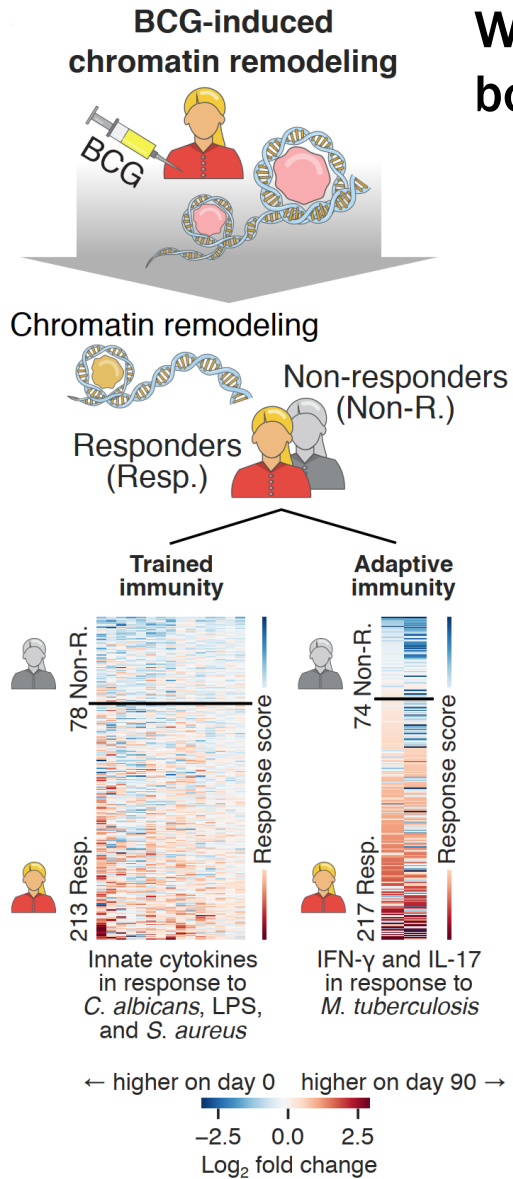 BCG-induced
chromatin remodeling
W
bo
BCG
Chromatin remodeling
Non-responders
(Non-R.)
Responders
(Resp.)
Trained
immunity
Adaptive
immunity
78 Non-R.
213 Resp.
Response score
74 Non-R.
217 Resp.
Response score
Innate cytokines
in response to
C. albicans, LPS,
and S. aureus
IFN-γ and IL-17
in response to
M. tuberculosis
← higher on day 0 higher on day 90 →
−2.5 0.0 2.5
Log₂ fold change